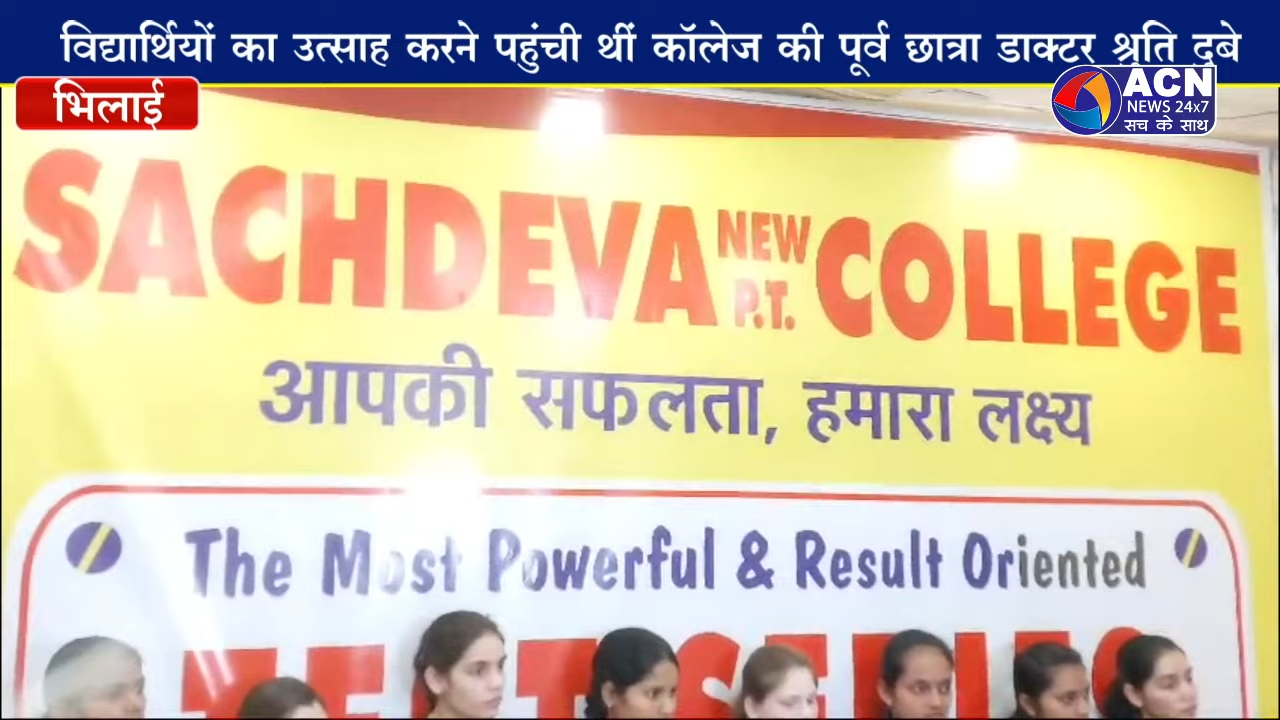 विद्यार्थियों का उत्साह करने पहुंची थीं कॉलेज की पूर्व छात्रा डाक्टर श्रुति दुबे
भिलाई
ACN
NEWS 24x7
सच के साथ
SACHDEVA NEW P.T. COLLEGE
आपकी सफलता, हमारा लक्ष्य
The Most Powerful & Result Oriented
SERIES